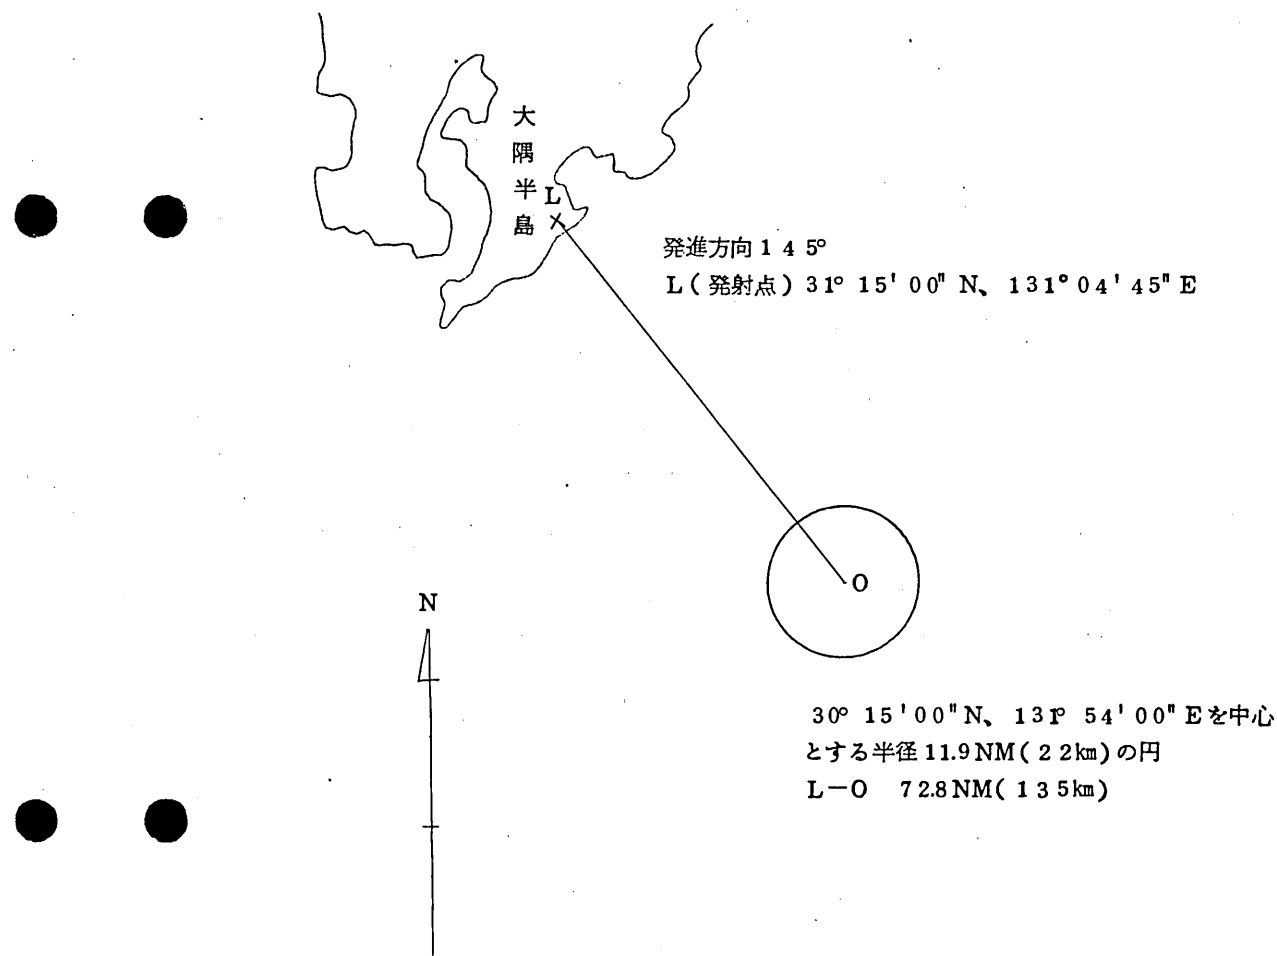 大隅半島
L
発進方向145°
L(発射点)31°15'00"N、131°04'45"E
O
N
30°15'00"N、131°54'00"Eを中心
とする半径11.9NM(22km)の円
L-O 72.8NM(135km)